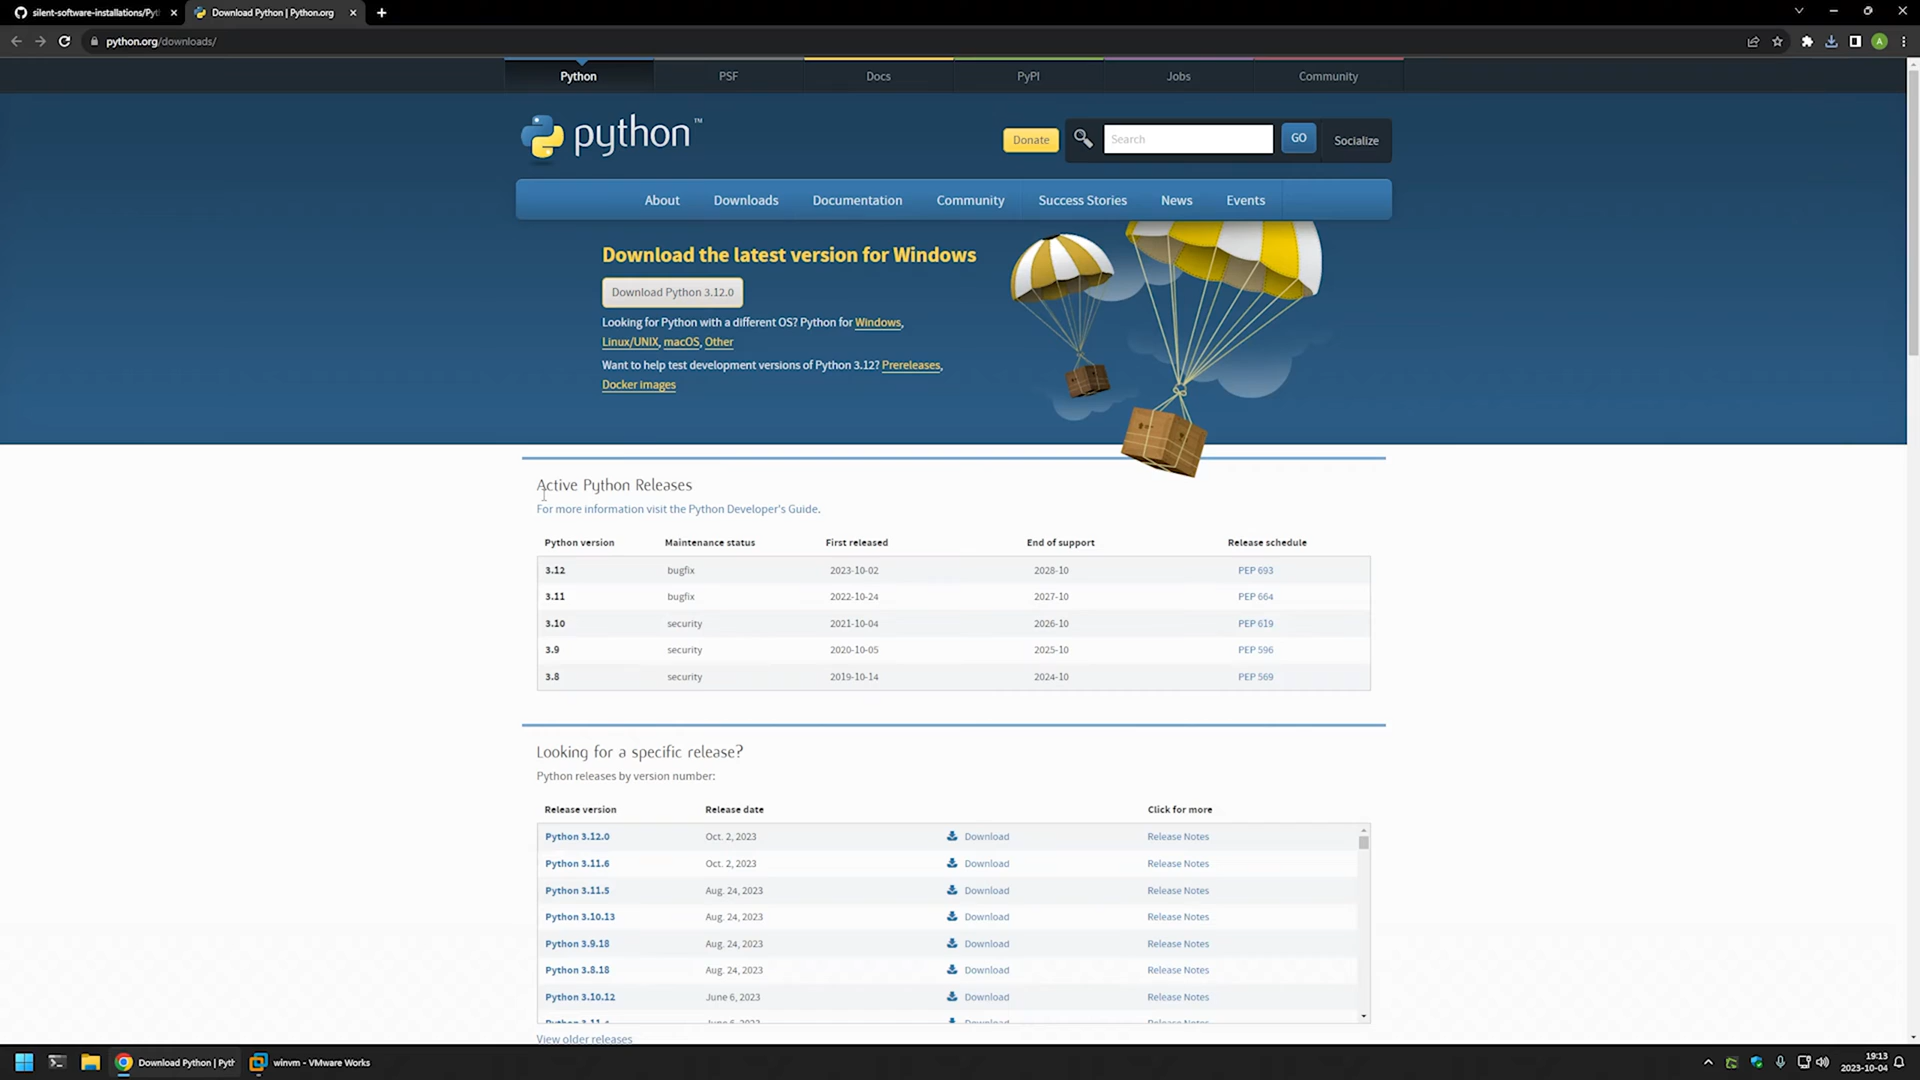 silent-software-installations/Pyt
Download Python | Python.org
python.org/downloads/
A
Python
PSF
Docs
PyPI
Jobs
Community
python™
Donate
Search
GO
Socialize
About
Downloads
Documentation
Community
Success Stories
News
Events
Download the latest version for Windows
Download Python 3.12.0
Looking for Python with a different OS? Python for Windows,
Linux/UNIX, macOS, Other
Want to help test development versions of Python 3.12? Prereleases,
Docker images
Active Python Releases
For more information visit the Python Developer's Guide.
Python version Maintenance status First released End of support Release schedule
3.12 bugfix 2023-10-02 2028-10 PEP 693
3.11 bugfix 2022-10-24 2027-10 PEP 664
3.10 security 2021-10-04 2026-10 PEP 619
3.9 security 2020-10-05 2025-10 PEP 596
3.8 security 2019-10-14 2024-10 PEP 569
Looking for a specific release?
Python releases by version number:
Release version Release date Click for more
Python 3.12.0 Oct. 2, 2023 Download Release Notes
Python 3.11.6 Oct. 2, 2023 Download Release Notes
Python 3.11.5 Aug. 24, 2023 Download Release Notes
Python 3.10.13 Aug. 24, 2023 Download Release Notes
Python 3.9.18 Aug. 24, 2023 Download Release Notes
Python 3.8.18 Aug. 24, 2023 Download Release Notes
Python 3.10.12 June 6, 2023 Download Release Notes
Python 3.11.4 June 6, 2023 Download Release Notes
View older releases
Download Python | Pyth
winvm - VMware Works
19:13
2023-10-04